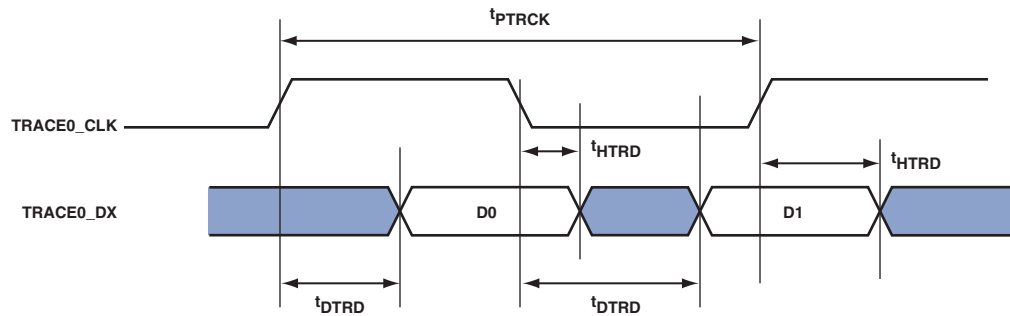 tPTRCK
TRACE0_CLK
tHTRD
tHTRD
TRACE0_DX
D0
D1
tDTRD
tDTRD